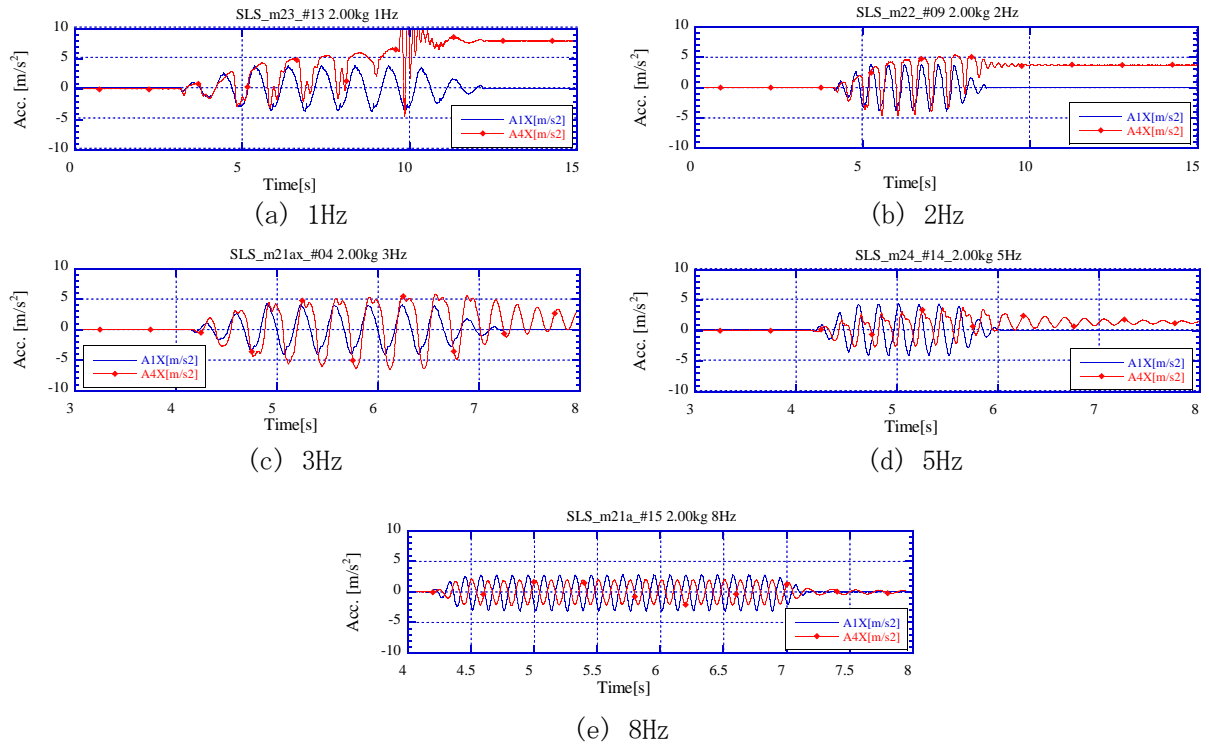 SLS_m23_#13 2.00kg 1Hz
10
5
0
-5
-10
Acc. [m/s²]
A1X[m/s2]
A4X[m/s2]
0 5 10 15
Time[s]
(a) 1Hz
SLS_m22_#09 2.00kg 2Hz
10
5
0
-5
-10
Acc. [m/s²]
A1X[m/s2]
A4X[m/s2]
0 5 10 15
Time[s]
(b) 2Hz
SLS_m21ax_#04 2.00kg 3Hz
10
5
0
-5
-10
Acc. [m/s²]
A1X[m/s2]
A4X[m/s2]
3 4 5 6 7 8
Time[s]
(c) 3Hz
SLS_m24_#14_2.00kg 5Hz
10
5
0
-5
-10
Acc. [m/s²]
A1X[m/s2]
A4X[m/s2]
3 4 5 6 7 8
Time[s]
(d) 5Hz
SLS_m21a_#15 2.00kg 8Hz
10
5
0
-5
-10
Acc. [m/s²]
A1X[m/s2]
A4X[m/s2]
4 4.5 5 5.5 6 6.5 7 7.5 8
Time[s]
(e) 8Hz